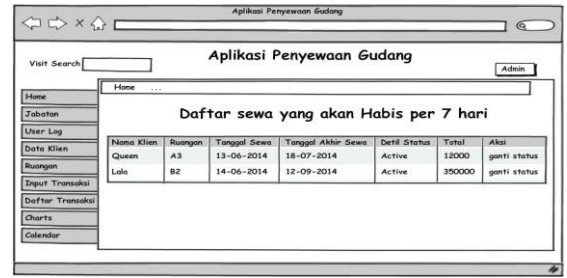 Aplikasi Penyewaan Gudang
Aplikasi Penyewaan Gudang
Visit Search
Admin
Home ...
Home
Jabatan
User Log
Data Klien
Ruangan
Input Transaksi
Daftar Transaksi
Charts
Calendar
Daftar sewa yang akan Habis per 7 hari
Nama Klien Ruangan Tanggal Sewa Tanggal Akhir Sewa Detil Status Total Aksi
Queen A3 13-06-2014 18-07-2014 Active 12000 ganti status
Lala B2 14-06-2014 12-09-2014 Active 350000 ganti status